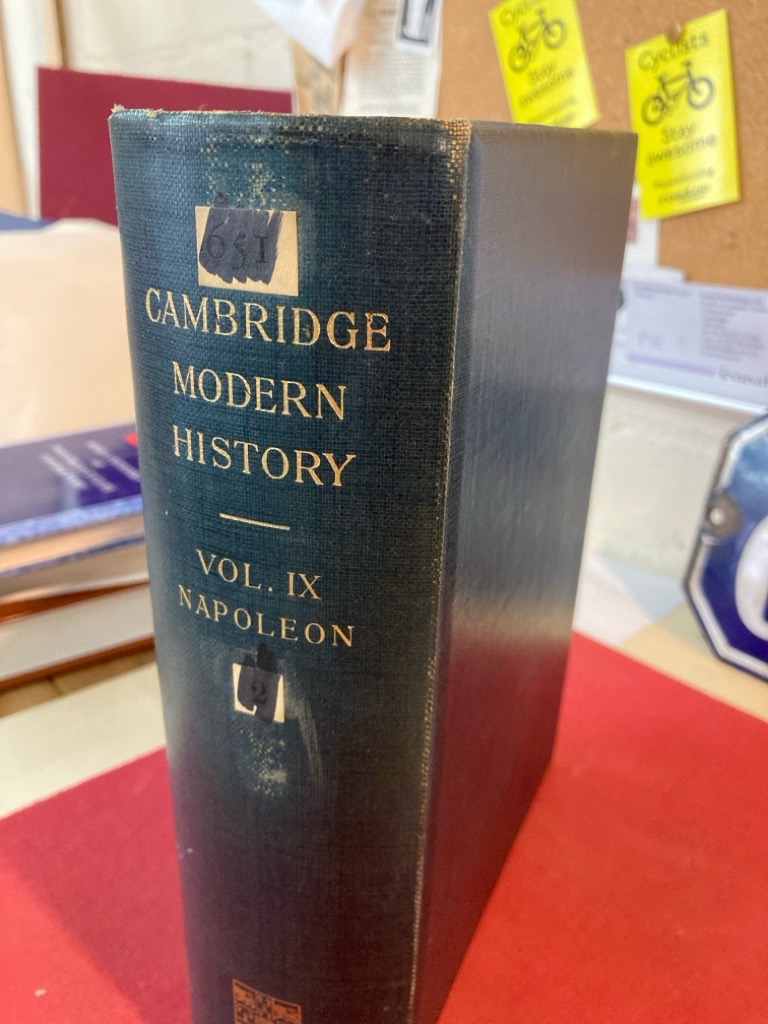 651
CAMBRIDGE
MODERN
HISTORY
VOL. IX
NAPOLEON
2
Cyclists
Stay
awesome
Cyclists
Stay
awesome